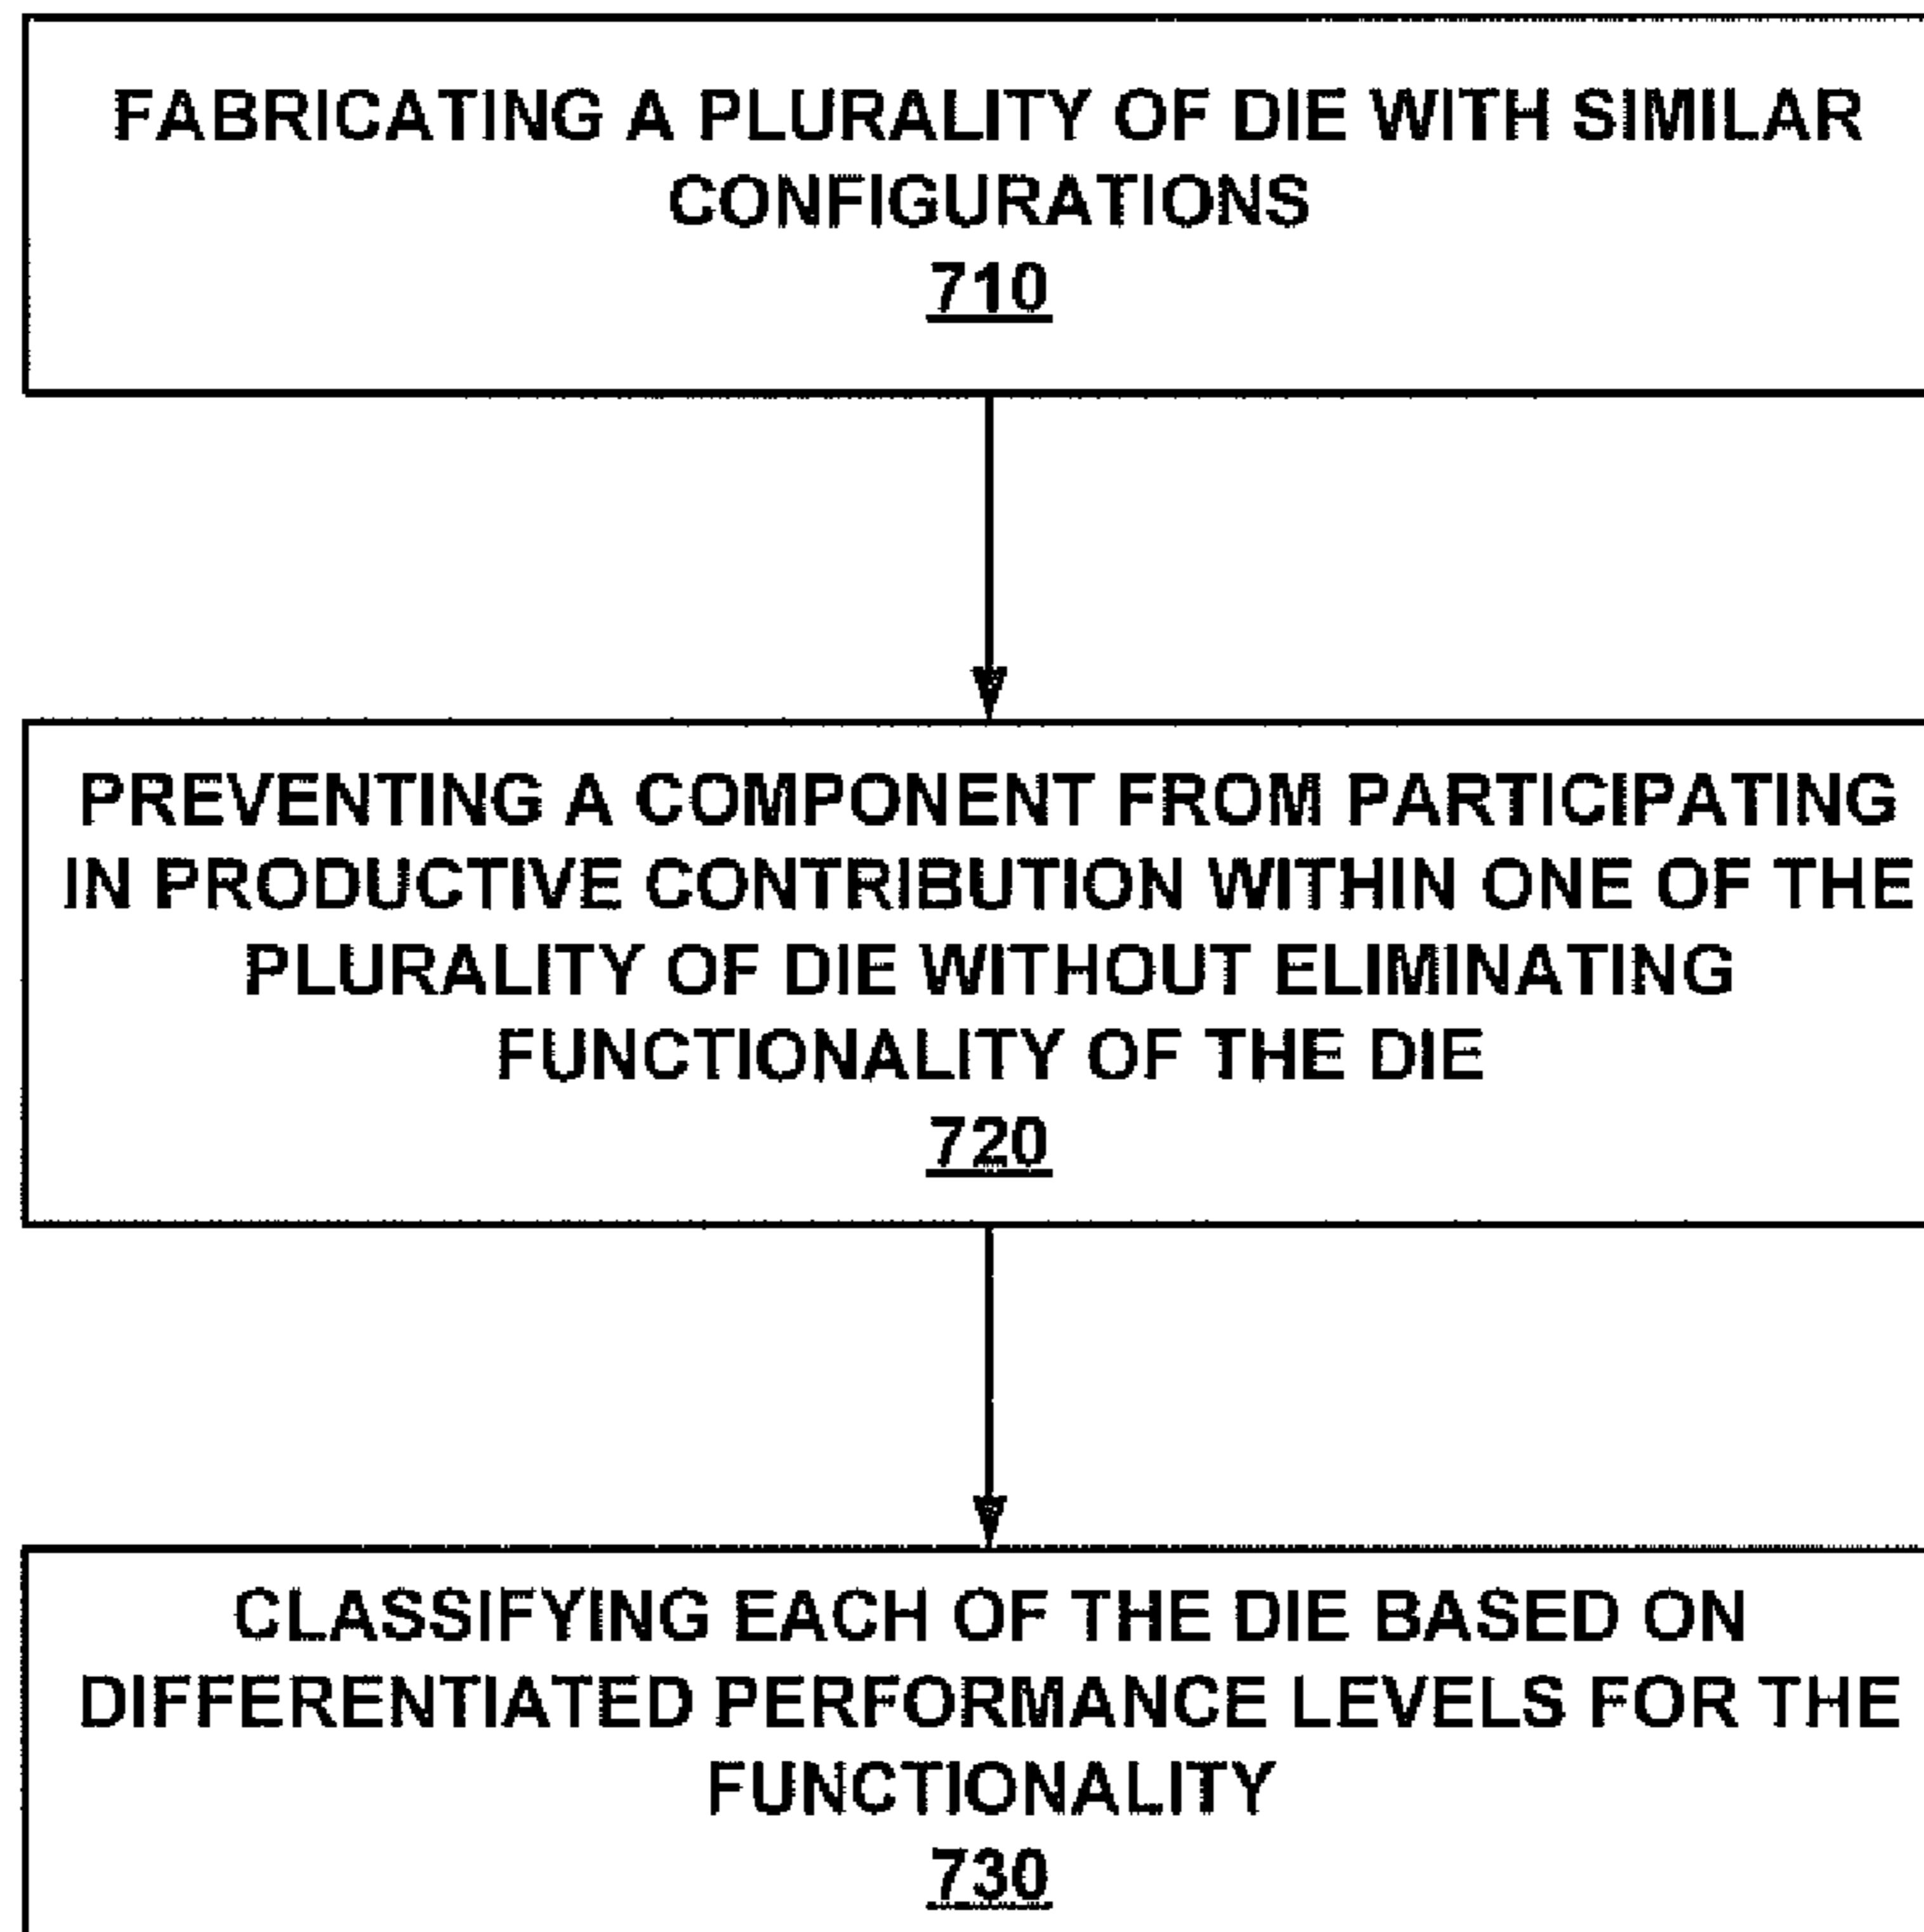 FABRICATING A PLURALITY OF DIE WITH SIMILAR
CONFIGURATIONS
710
PREVENTING A COMPONENT FROM PARTICIPATING
IN PRODUCTIVE CONTRIBUTION WITHIN ONE OF THE
PLURALITY OF DIE WITHOUT ELIMINATING
FUNCTIONALITY OF THE DIE
720
CLASSIFYING EACH OF THE DIE BASED ON
DIFFERENTIATED PERFORMANCE LEVELS FOR THE
FUNCTIONALITY
730